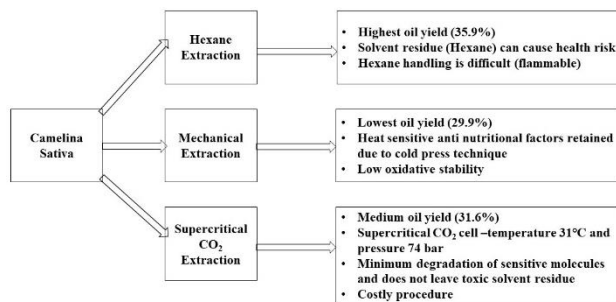 Hexane
Extraction
• Highest oil yield (35.9%)
• Solvent residue (Hexane) can cause health risk
• Hexane handling is difficult (flammable)
Camelina
Sativa
Mechanical
Extraction
• Lowest oil yield (29.9%)
• Heat sensitive anti nutritional factors retained
due to cold press technique
• Low oxidative stability
Supercritical
CO₂
Extraction
• Medium oil yield (31.6%)
• Supercritical CO₂ cell –temperature 31°C and
pressure 74 bar
• Minimum degradation of sensitive molecules
and does not leave toxic solvent residue
• Costly procedure